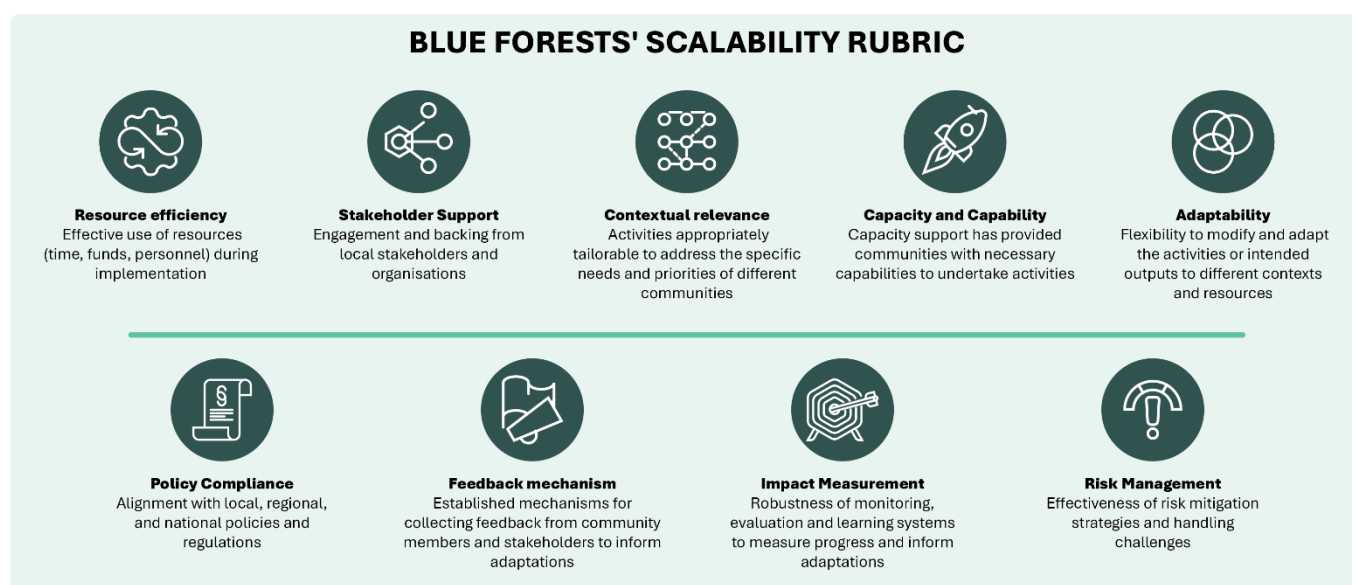 BLUE FORESTS' SCALABILITY RUBRIC
Resource efficiency
Effective use of resources
(time, funds, personnel) during
implementation
Stakeholder Support
Engagement and backing from
local stakeholders and
organisations
Contextual relevance
Activities appropriately
tailorable to address the specific
needs and priorities of different
communities
Capacity and Capability
Capacity support has provided
communities with necessary
capabilities to undertake activities
Adaptability
Flexibility to modify and adapt
the activities or intended
outputs to different contexts
and resources
§
Policy Compliance
Alignment with local, regional,
and national policies and
regulations
Feedback mechanism
Established mechanisms for
collecting feedback from community
members and stakeholders to inform
adaptations
Impact Measurement
Robustness of monitoring,
evaluation and learning systems
to measure progress and inform
adaptations
Risk Management
Effectiveness of risk mitigation
strategies and handling
challenges